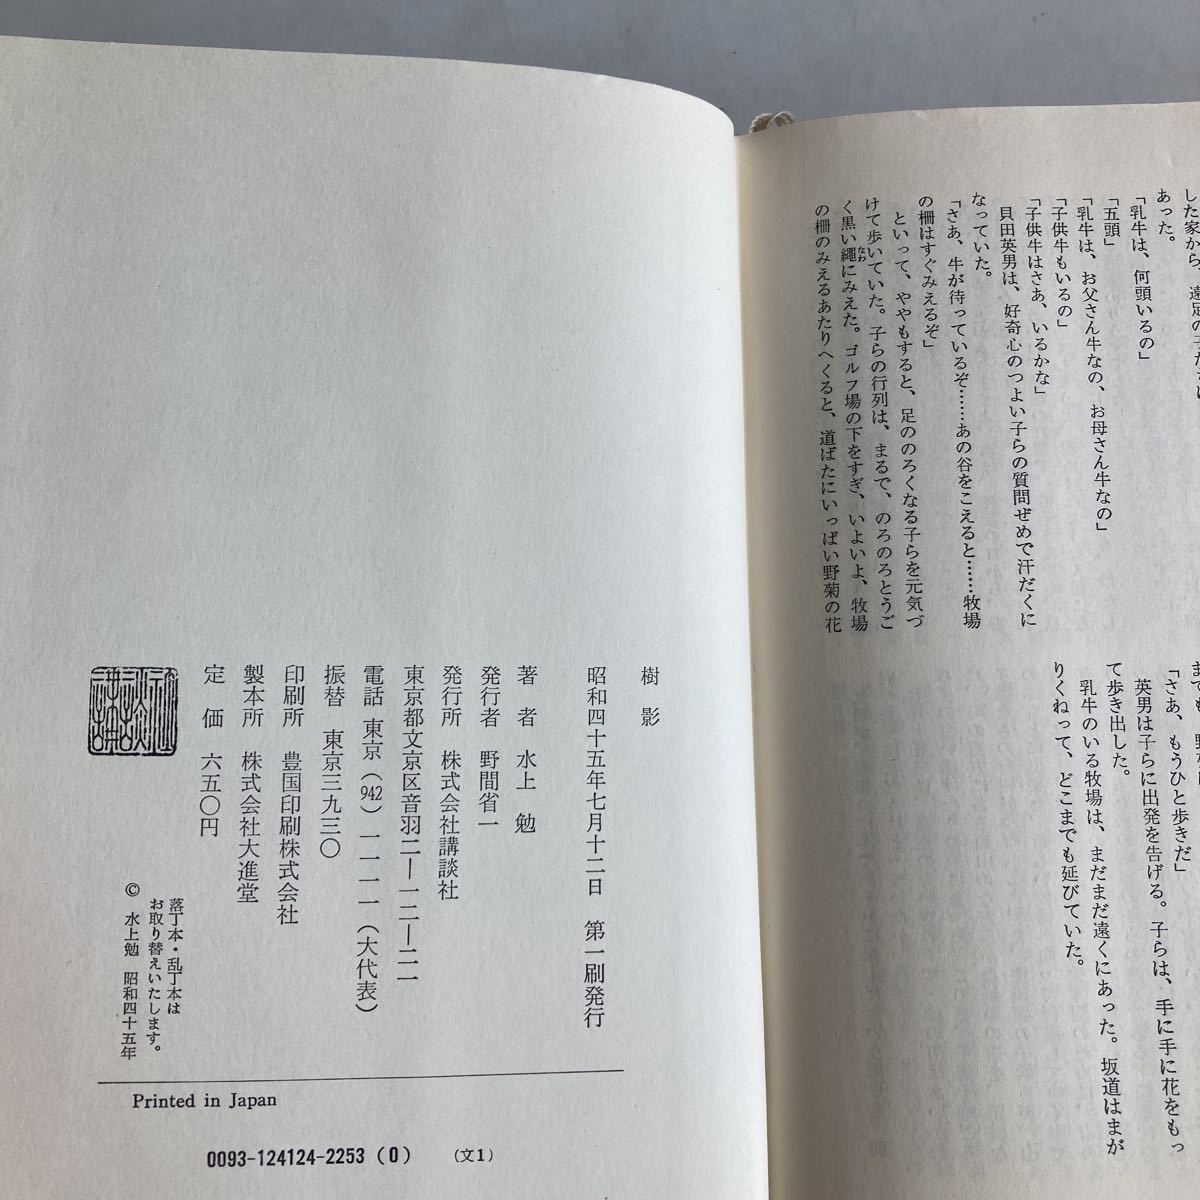 あった。
「乳牛は、何頭いるの」
「五頭」
「乳牛は、お父さん牛なの、お母さん牛なの」
「子供牛もいるの」
「子供牛はさあ、いるかな」
貝田英男は、好奇心のつよい子らの質問ぜめで汗だくに
なっていた。
「さあ、牛が待っているぞ……あの谷をこえると……牧場
の柵はすぐみえるぞ」
といって、ややもすると、足ののろくなる子らを元気づ
けて歩いていた。子らの行列は、まるで、のろのろとうご
く黒い縄にみえた。ゴルフ場の下をすぎ、いよいよ、牧場
なわ
の柵のみえるあたりへくると、道ばたにいっぱい野菊の花
「さあ、もうひと歩きだ」
英男は子らに出発を告げる。子らは、手に手に花をもっ
て歩き出した。
乳牛のいる牧場は、まだまだ遠くにあった。坂道はまが
りくねって、どこまでも延びていた。
樹影
昭和四十五年七月十二日 第一刷発行
著者 水上勉
発行者 野間省一
発行所 株式会社講談社
東京都文京区音羽二―一二―二一
電話 東京（942）一一一一（大代表）
振替 東京三九三〇
印刷所 豊国印刷株式会社
製本所 株式会社大進堂
定価 六五〇円
落丁本・乱丁本は
お取り替えいたします。
© 水上勉 昭和四十五年
Printed in Japan
0093-124124-2253 (0) （文1）